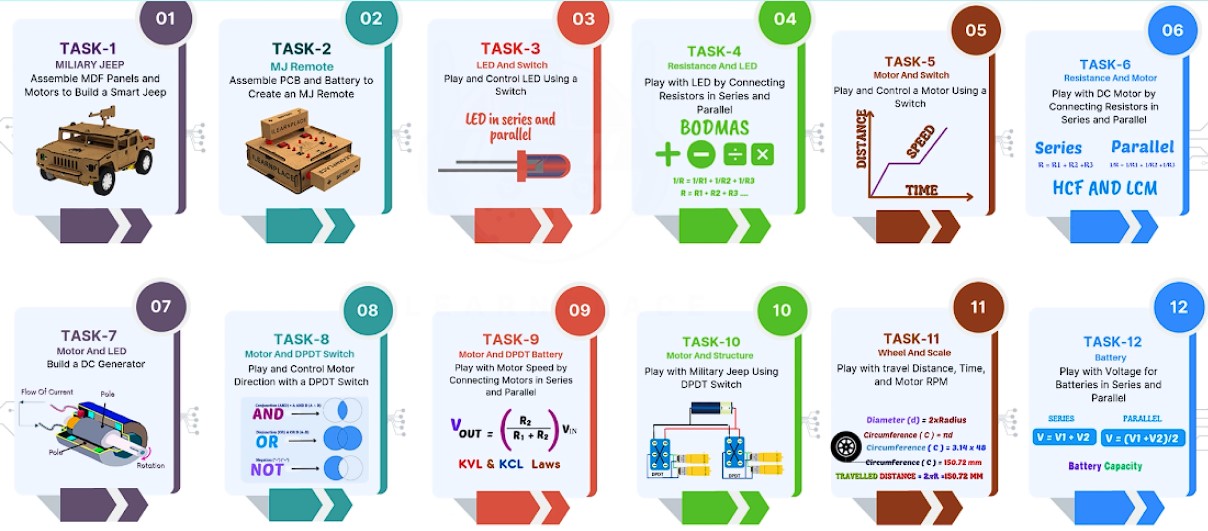 01
TASK-1
MILIARY JEEP
Assemble MDF Panels and
Motors to Build a Smart Jeep
02
TASK-2
MJ Remote
Assemble PCB and Battery to
Create an MJ Remote
ILEARNPLACE
03
TASK-3
LED And Switch
Play and Control LED Using a
Switch
LED in series and
parallel
04
TASK-4
Resistance And LED
Play with LED by Connecting
Resistors in Series and
Parallel
BODMAS
+ − ÷ ×
1/R = 1/R1 + 1/R2 + 1/R3
R = R1 + R2 + R3 ....
05
TASK-5
Motor And Switch
Play and Control a Motor Using a
Switch
DISTANCE
SPEED
TIME
06
TASK-6
Resistance and Motor
Play with DC Motor by
Connecting Resistors in
Series and Parallel
Series
Parallel
R = R1 + R2 +R3
1/R = 1/R1 + 1/R2 +1/R3
HCF AND LCM
07
TASK-7
Motor And LED
Build a DC Generator
Flow Of Current
Pole
Pole
Rotation
08
TASK-8
Motor And DPDT Switch
Play and Control Motor
Direction with a DPDT Switch
AND
OR
NOT
09
TASK-9
Motor And DPDT Battery
Play with Motor Speed by
Connecting Motors in Series
and Parallel
VOUT = (R2 / R1 + R2) VIN
KVL & KCL Laws
10
TASK-10
Motor And Structure
Play with Military Jeep Using
DPDT Switch
DPDT
DPDT
11
TASK-11
Wheel And Scale
Play with travel Distance, Time,
and Motor RPM
Diameter (d) = 2xRadius
Circumference ( C ) = πd
Circumference ( C ) = 3.14 x 48
Circumference ( C ) = 150.72 mm
TRAVELLED DISTANCE = 2πR =150.72 MM
12
TASK-12
Battery
Play with Voltage for
Batteries in Series and
Parallel
SERIES
PARALLEL
V = V1 + V2
V = (V1 +V2)/2
Battery Capacity